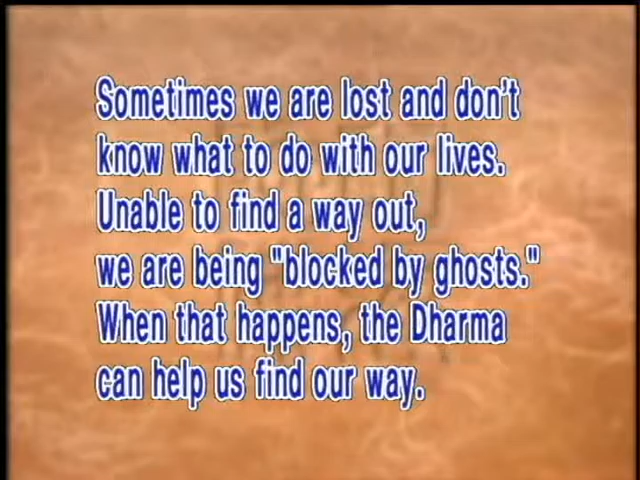 Sometimes we are lost and don't
know what to do with our lives.
Unable to find a way out,
we are being "blocked by ghosts."
When that happens, the Dharma
can help us find our way.